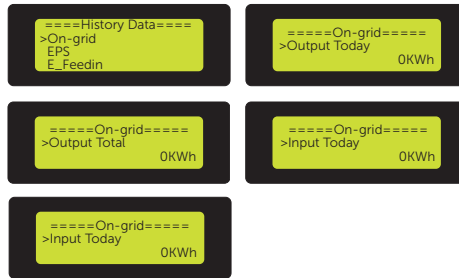 ====History Data====
>On-grid
EPS
E_Feedin
=====On-grid=====
>Output Today
0KWh
=====On-grid=====
>Output Total
0KWh
=====On-grid=====
>Input Today
0KWh
=====On-grid=====
>Input Today
0KWh